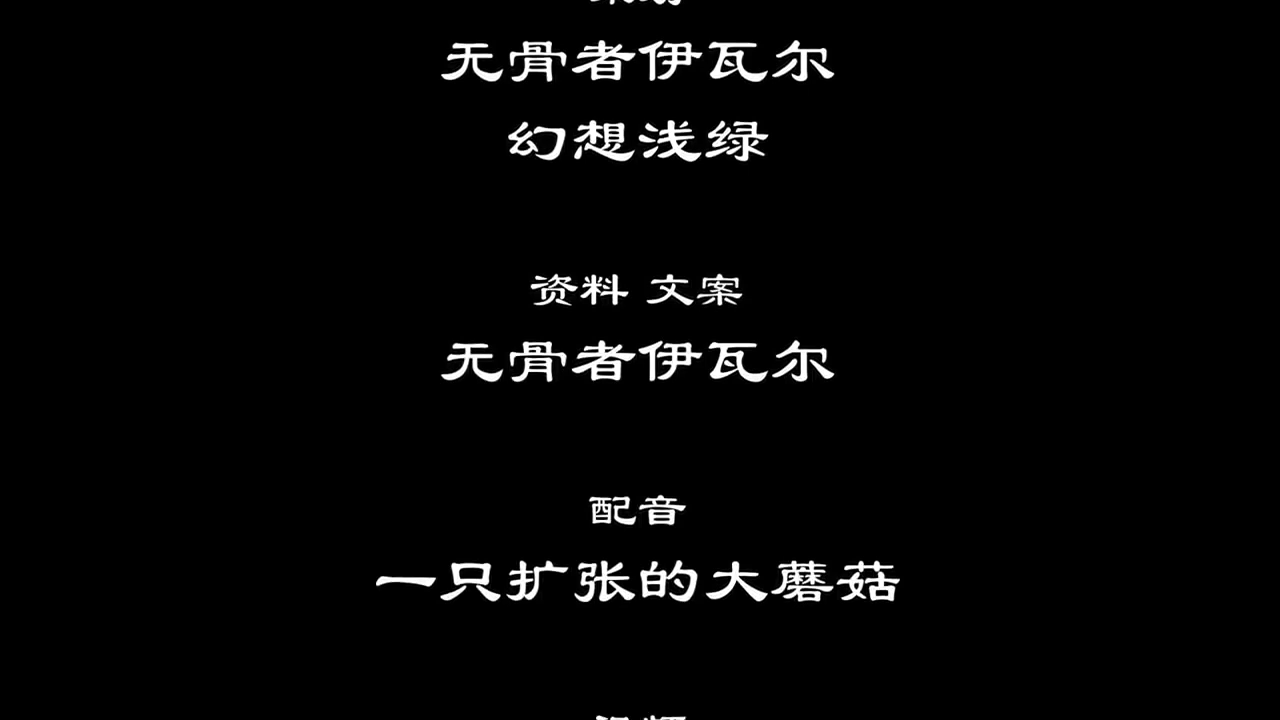 无骨者伊瓦尔
幻想浅绿
资料 文案
无骨者伊瓦尔
配音
一只扩张的大蘑菇